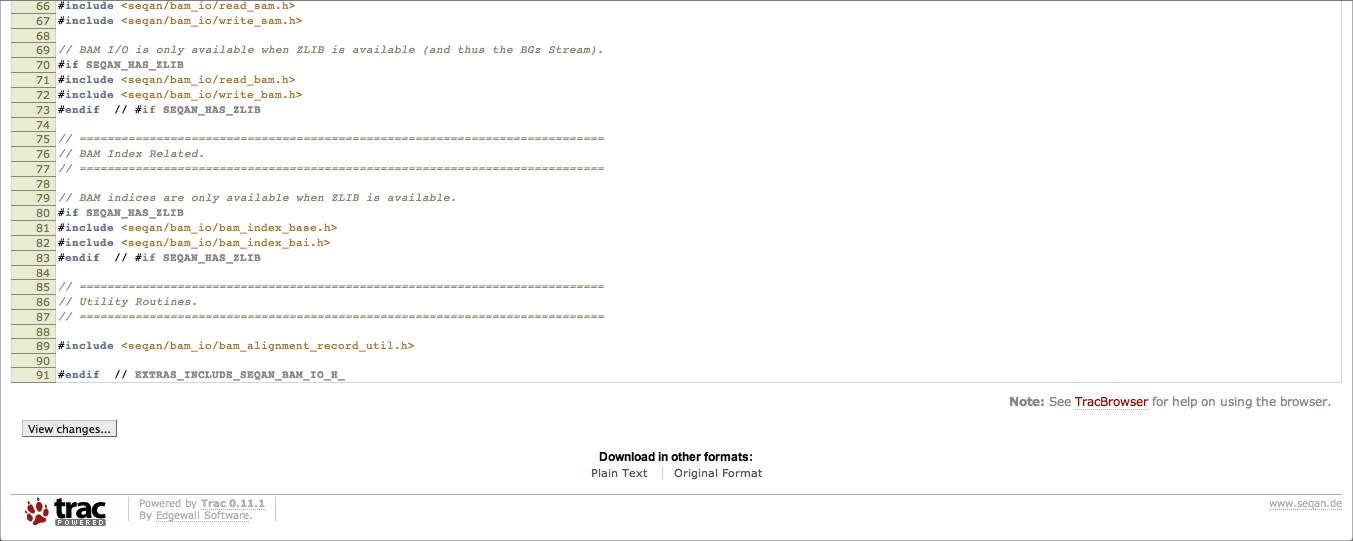 66 #include <seqan/bam_io/read_sam.h>
67 #include <seqan/bam_io/write_sam.h>
68
69 // BAM I/O is only available when ZLIB is available (and thus the BGz Stream).
70 #if SEQAN_HAS_ZLIB
71 #include <seqan/bam_io/read_bam.h>
72 #include <seqan/bam_io/write_bam.h>
73 #endif  // #if SEQAN_HAS_ZLIB
74
75 // ===========================================================================
76 // BAM Index Related.
77 // ===========================================================================
78
79 // BAM indices are only available when ZLIB is available.
80 #if SEQAN_HAS_ZLIB
81 #include <seqan/bam_io/bam_index_base.h>
82 #include <seqan/bam_io/bam_index_bai.h>
83 #endif  // #if SEQAN_HAS_ZLIB
84
85 // ===========================================================================
86 // Utility Routines.
87 // ===========================================================================
88
89 #include <seqan/bam_io/bam_alignment_record_util.h>
90
91 #endif  // EXTRAS_INCLUDE_SEQAN_BAM_IO_H_
Note: See TracBrowser for help on using the browser.
View changes...
Download in other formats:
Plain Text Original Format
trac POWERED
Powered by Trac 0.11.1
By Edgewall Software.
www.seqan.de